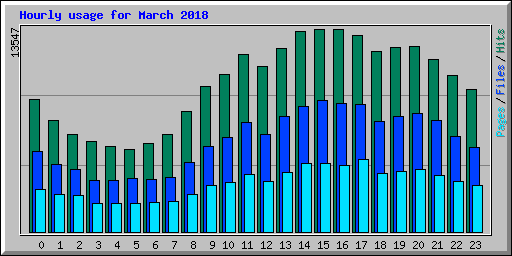 Hourly usage for March 2018
13547
Pages/Files/Hits
0 1 2 3 4 5 6 7 8 9 10 11 12 13 14 15 16 17 18 19 20 21 22 23